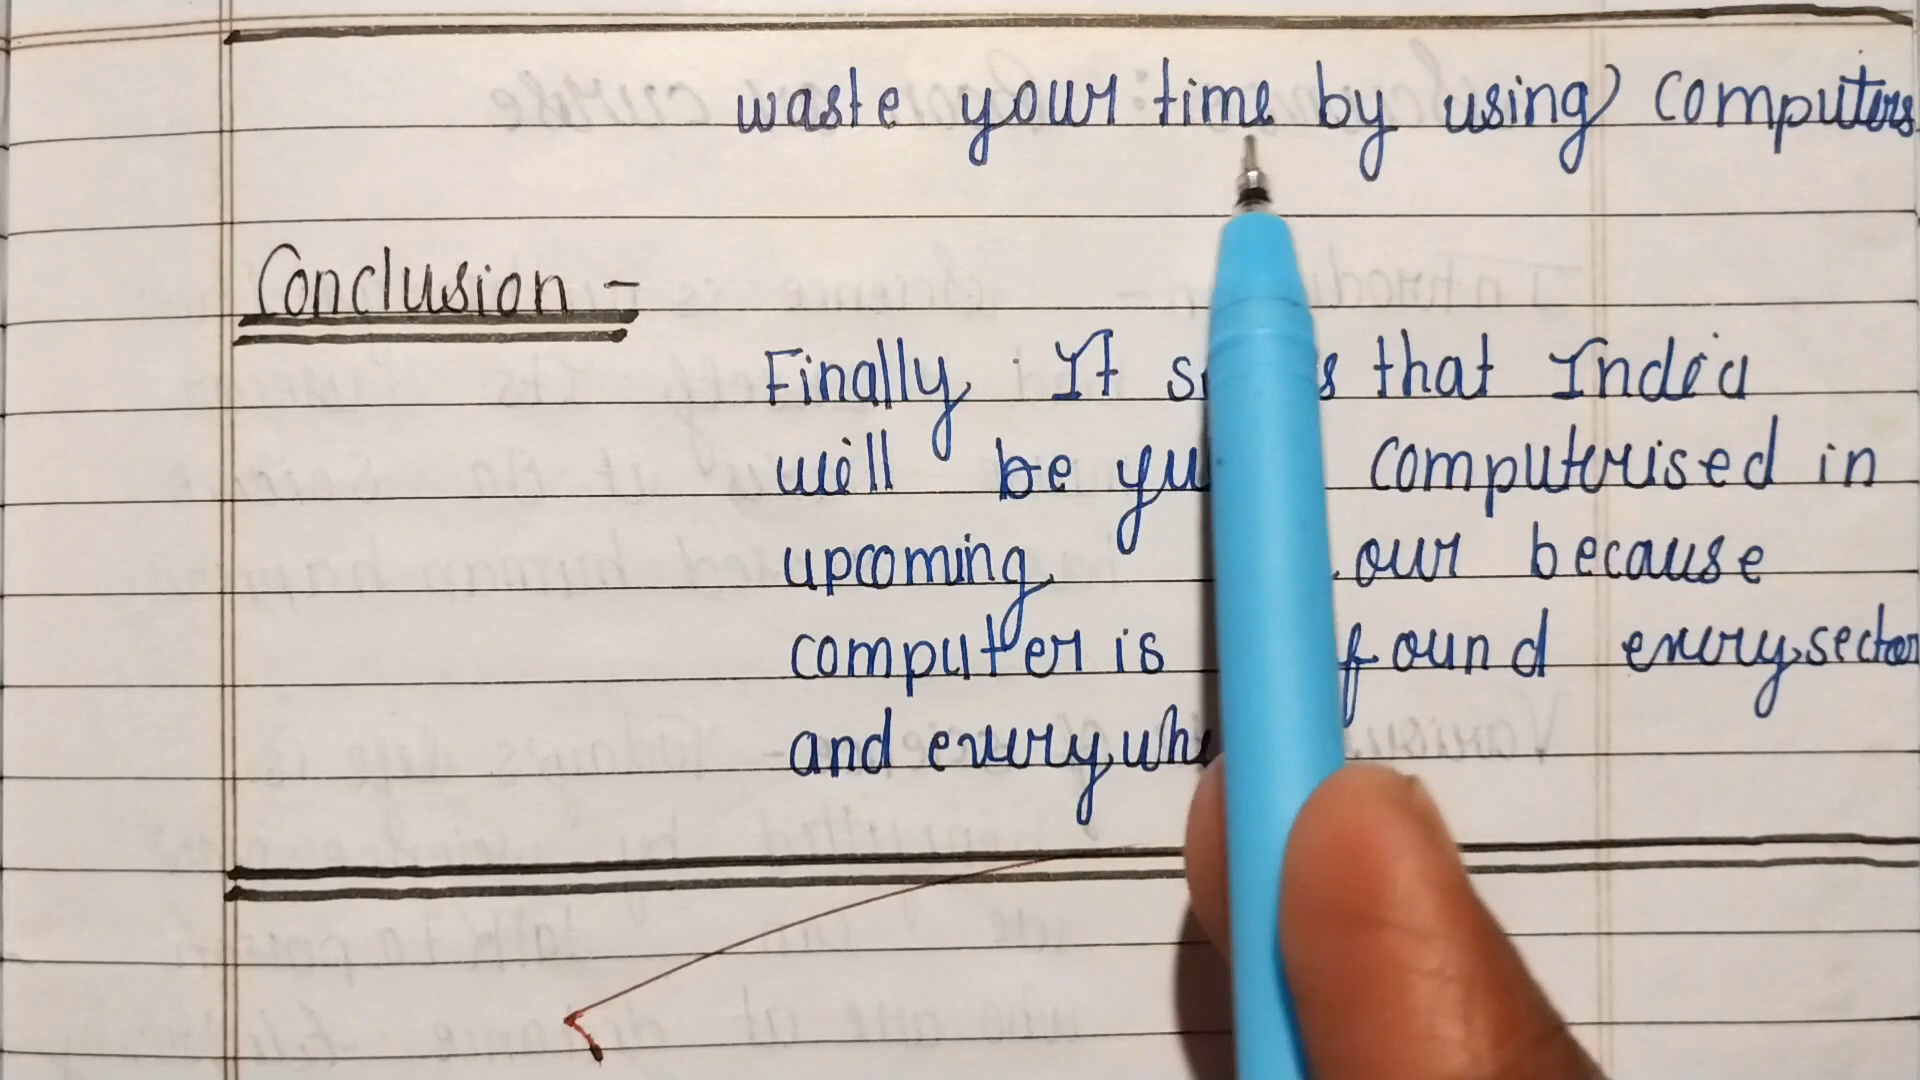 waste your time by using computers
Conclusion -
Finally It that India
will be computerised in
upcoming our because
computer is found every sector
and every